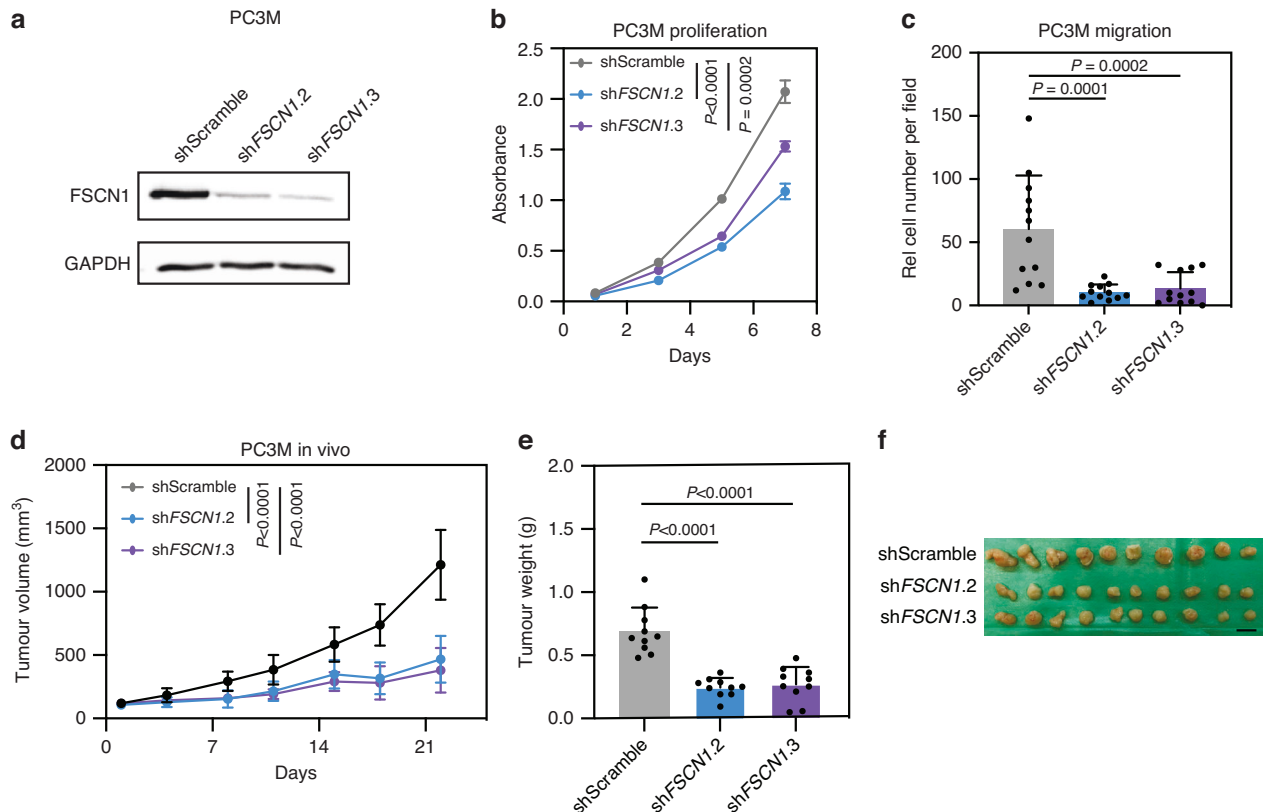 a
PC3M
shScramble
shFSCN1.2
shFSCN1.3
FSCN1
GAPDH
b
PC3M proliferation
shScramble
shFSCN1.2
shFSCN1.3
P<0.0001
P = 0.0002
Absorbance
2.5
2.0
1.5
1.0
0.5
0.0
0 2 4 6 8
Days
c
PC3M migration
P = 0.0002
P = 0.0001
Rel cell number per field
200
150
100
50
0
shScramble
shFSCN1.2
shFSCN1.3
d
PC3M in vivo
shScramble
shFSCN1.2
shFSCN1.3
P<0.0001
P<0.0001
Tumour volume (mm³)
2000
1500
1000
500
0
0 7 14 21
Days
e
P<0.0001
P<0.0001
Tumour weight (g)
2.0
1.5
1.0
0.5
0.0
shScramble
shFSCN1.2
shFSCN1.3
f
shScramble
shFSCN1.2
shFSCN1.3